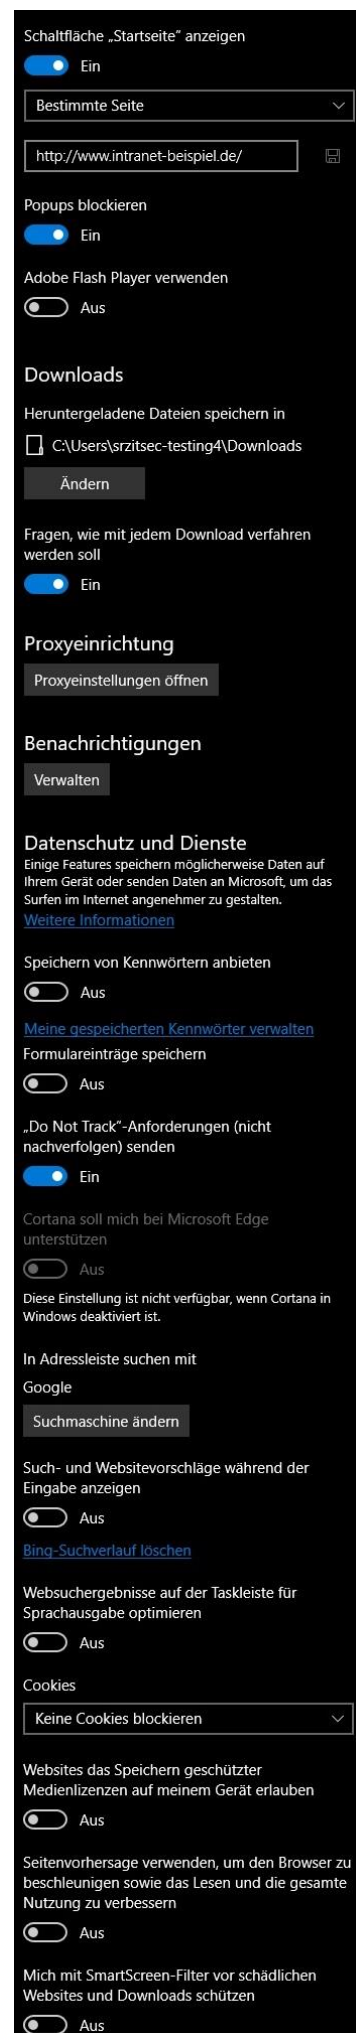 Schaltfläche „Startseite" anzeigen
Ein
Bestimmte Seite
http://www.intranet-beispiel.de/
Popups blockieren
Ein
Adobe Flash Player verwenden
Aus
Downloads
Heruntergeladene Dateien speichern in
C:\Users\srzitsec-testing4\Downloads
Ändern
Fragen, wie mit jedem Download verfahren
werden soll
Ein
Proxyeinrichtung
Proxyeinstellungen öffnen
Benachrichtigungen
Verwalten
Datenschutz und Dienste
Einige Features speichern möglicherweise Daten auf
Ihrem Gerät oder senden Daten an Microsoft, um das
Surfen im Internet angenehmer zu gestalten.
Weitere Informationen
Speichern von Kennwörtern anbieten
Aus
Meine gespeicherten Kennwörter verwalten
Formulareinträge speichern
Aus
„Do Not Track"-Anforderungen (nicht
nachverfolgen) senden
Ein
Cortana soll mich bei Microsoft Edge
unterstützen
Aus
Diese Einstellung ist nicht verfügbar, wenn Cortana in
Windows deaktiviert ist.
In Adressleiste suchen mit
Google
Suchmaschine ändern
Such- und Websitevorschläge während der
Eingabe anzeigen
Aus
Bing-Suchverlauf löschen
Websuchergebnisse auf der Taskleiste für
Sprachausgabe optimieren
Aus
Cookies
Keine Cookies blockieren
Websites das Speichern geschützter
Medienlizenzen auf meinem Gerät erlauben
Aus
Seitenvorhersage verwenden, um den Browser zu
beschleunigen sowie das Lesen und die gesamte
Nutzung zu verbessern
Aus
Mich mit SmartScreen-Filter vor schädlichen
Websites und Downloads schützen
Aus